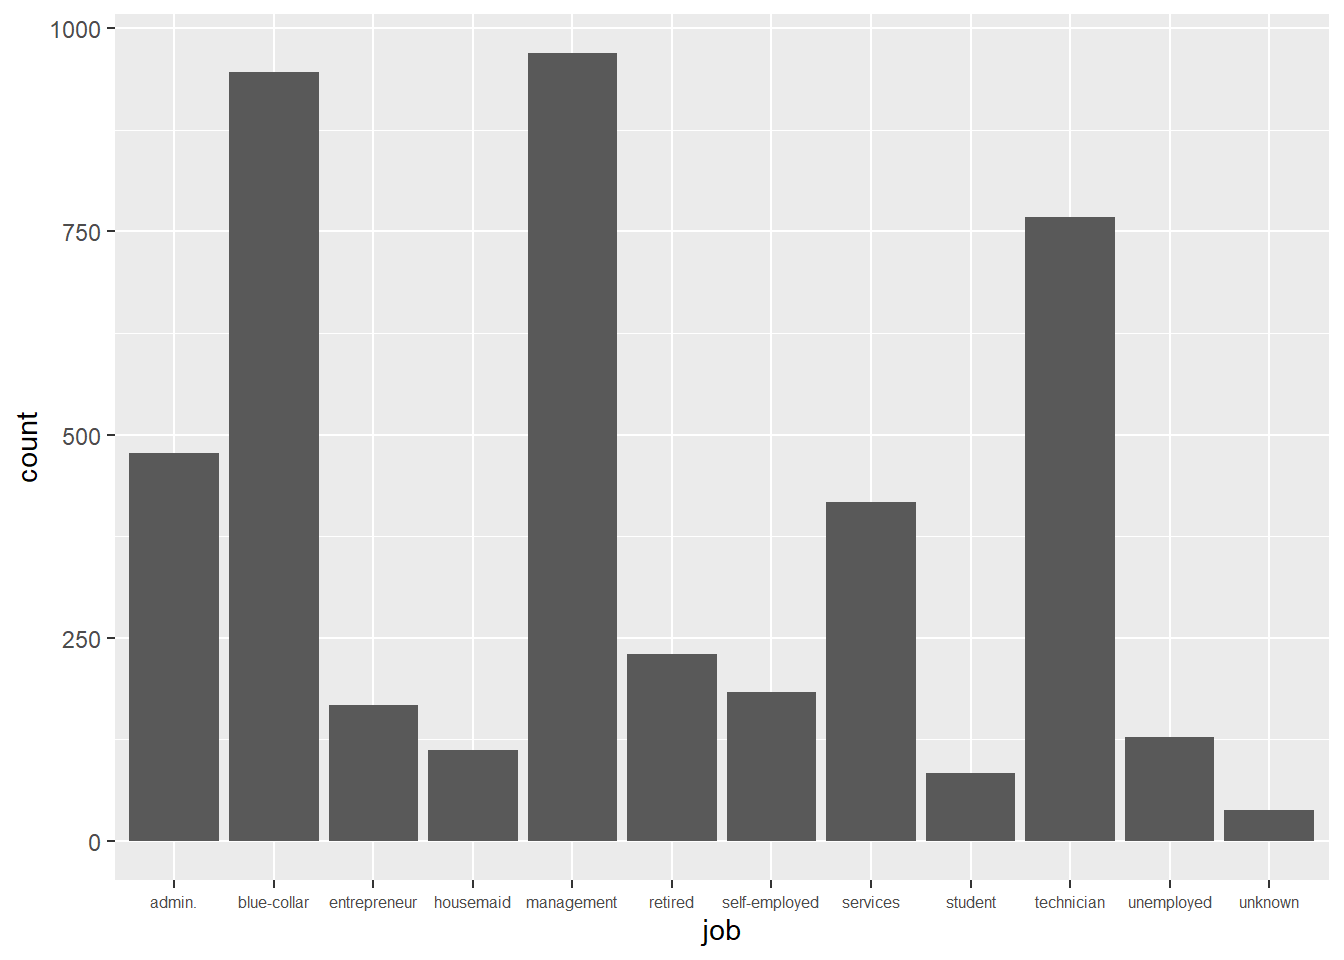 1000
750
500
250
0
count
admin. blue-collar entrepreneur housemaid management retired self-employed services student technician unemployed unknown
job